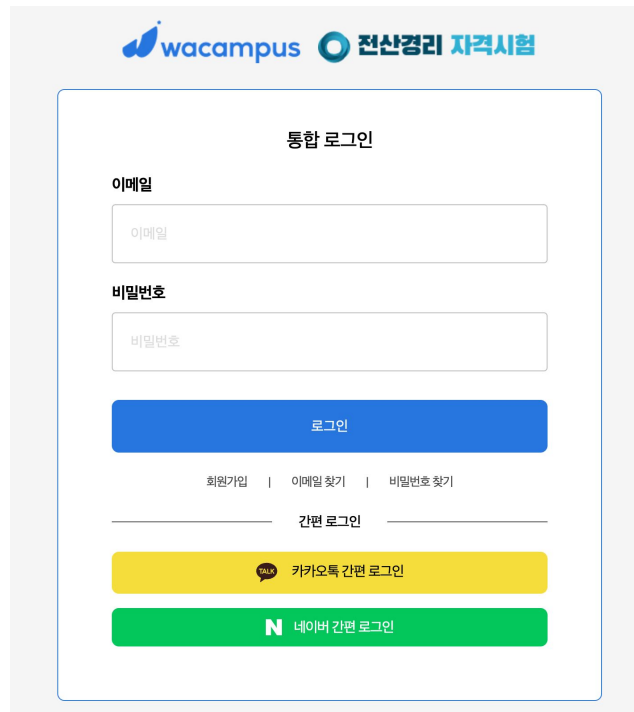 wacampus 전산경리 자격시험
통합 로그인
이메일
이메일
비밀번호
비밀번호
로그인
회원가입 | 이메일 찾기 | 비밀번호 찾기
간편 로그인
TALK 카카오톡 간편 로그인
N 네이버 간편 로그인